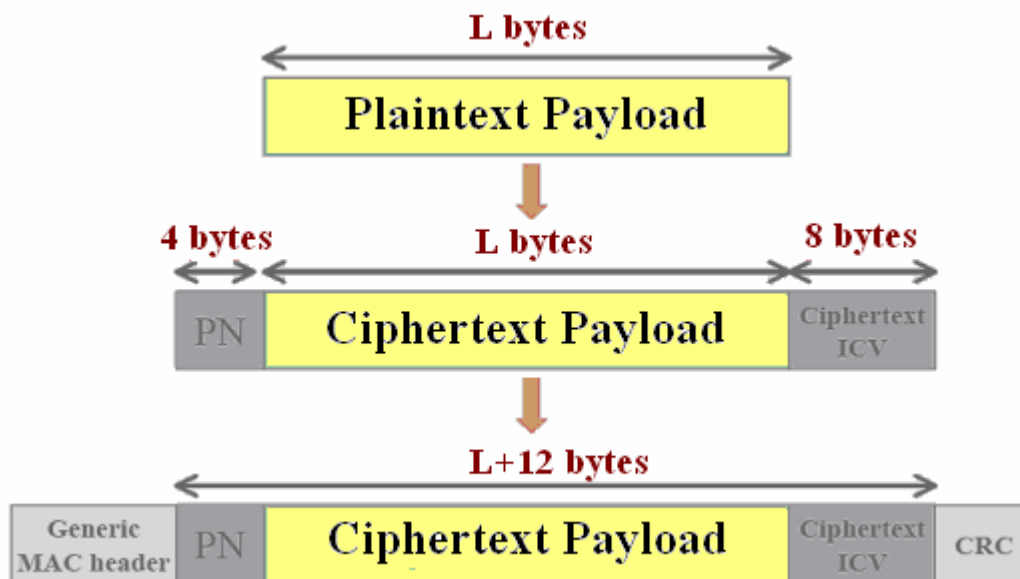 L bytes
Plaintext Payload
4 bytes
L bytes
8 bytes
PN
Ciphertext Payload
Ciphertext
ICV
L+12 bytes
Generic
MAC header
PN
Ciphertext Payload
Ciphertext
ICV
CRC